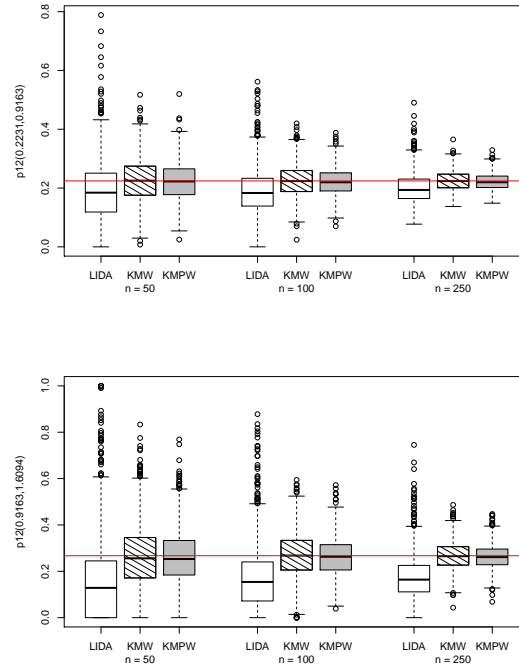 0.8
0.6
0.4
0.2
0.0
p12(0.2231,0.9163)
LIDA KMW KMPW LIDA KMW KMPW LIDA KMW KMPW
n = 50 n = 100 n = 250
1.0
0.8
0.6
0.4
0.2
0.0
p12(0.9163,1.6094)
LIDA KMW KMPW LIDA KMW KMPW LIDA KMW KMPW
n = 50 n = 100 n = 250